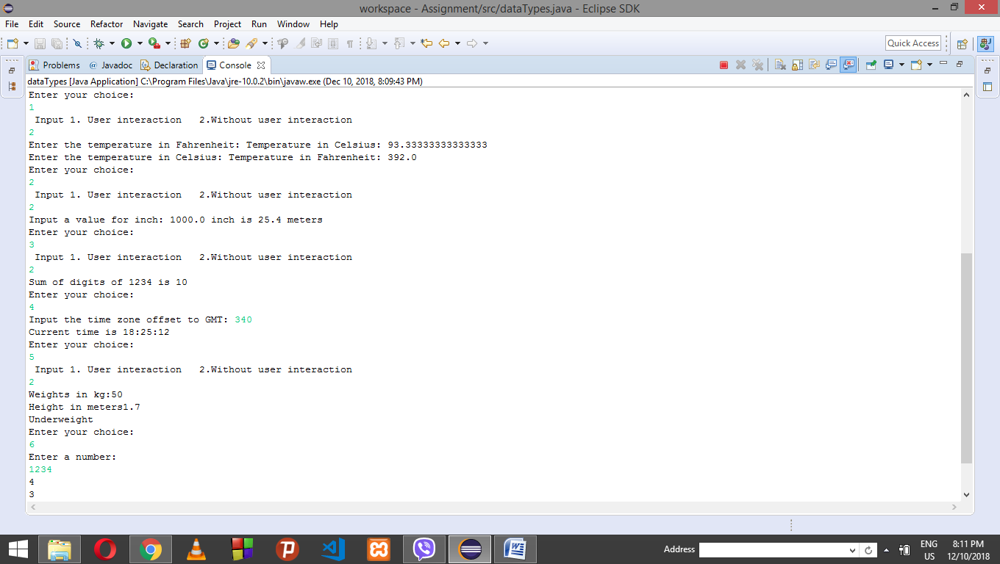 workspace - Assignment/src/dataTypes.java - Eclipse SDK
File Edit Source Refactor Navigate Search Project Run Window Help
Quick Access
Problems @ Javadoc Declaration Console
dataTypes [Java Application] C:\Program Files\Java\jre-10.0.2\bin\javaw.exe (Dec 10, 2018, 8:09:43 PM)
Enter your choice:
1
Input 1. User interaction   2.Without user interaction
2
Enter the temperature in Fahrenheit: Temperature in Celsius: 93.33333333333333
Enter the temperature in Celsius: Temperature in Fahrenheit: 392.0
Enter your choice:
2
Input 1. User interaction   2.Without user interaction
2
Input a value for inch: 1000.0 inch is 25.4 meters
Enter your choice:
3
Input 1. User interaction   2.Without user interaction
2
Sum of digits of 1234 is 10
Enter your choice:
4
Input the time zone offset to GMT: 340
Current time is 18:25:12
Enter your choice:
5
Input 1. User interaction   2.Without user interaction
2
Weights in kg:50
Height in meters1.7
Underweight
Enter your choice:
6
Enter a number:
1234
4
3
Address
ENG
US
8:11 PM
12/10/2018